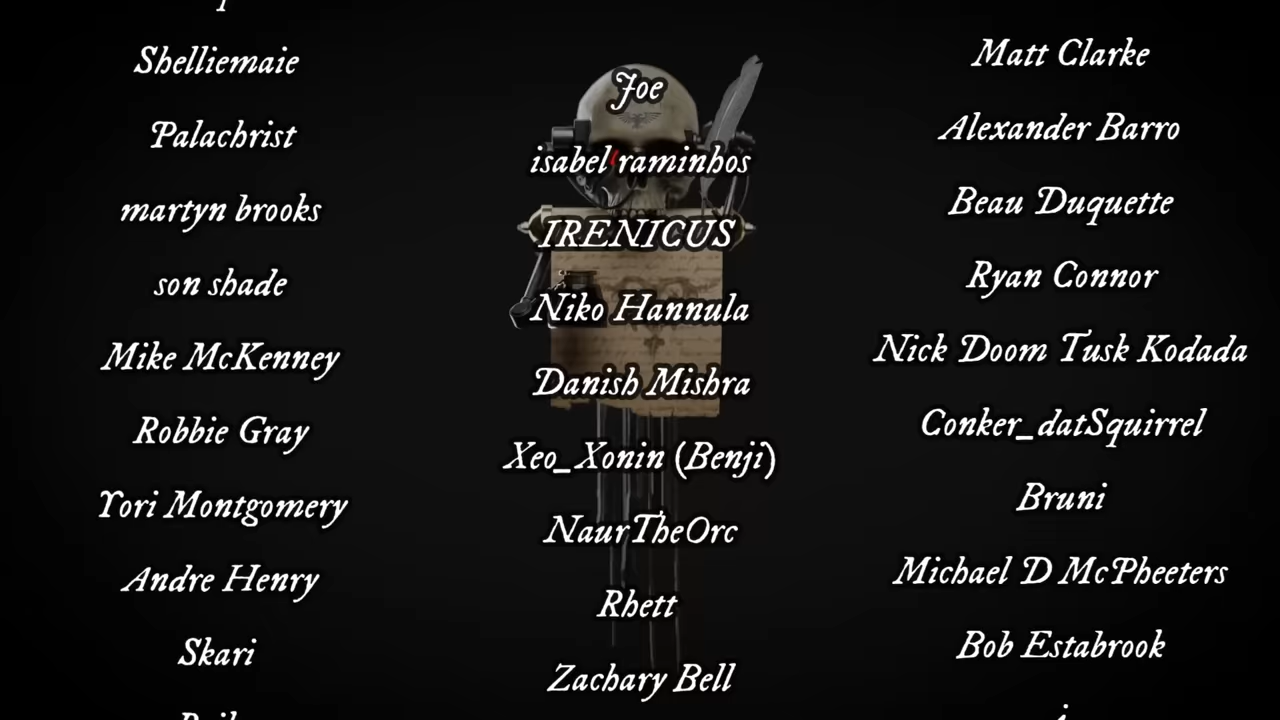 Shelliemaie
Palachrist
martyn brooks
son shade
Mike McKenney
Robbie Gray
Yori Montgomery
Andre Henry
Skari
Joe
isabel raminhos
IRENICUS
Niko Hannula
Danish Mishra
Xeo_Xonin (Benji)
NaurTheOrc
Rhett
Zachary Bell
Matt Clarke
Alexander Barro
Beau Duquette
Ryan Connor
Nick Doom Tusk Kodada
Conker_datSquirrel
Bruni
Michael D McPheeters
Bob Estabrook